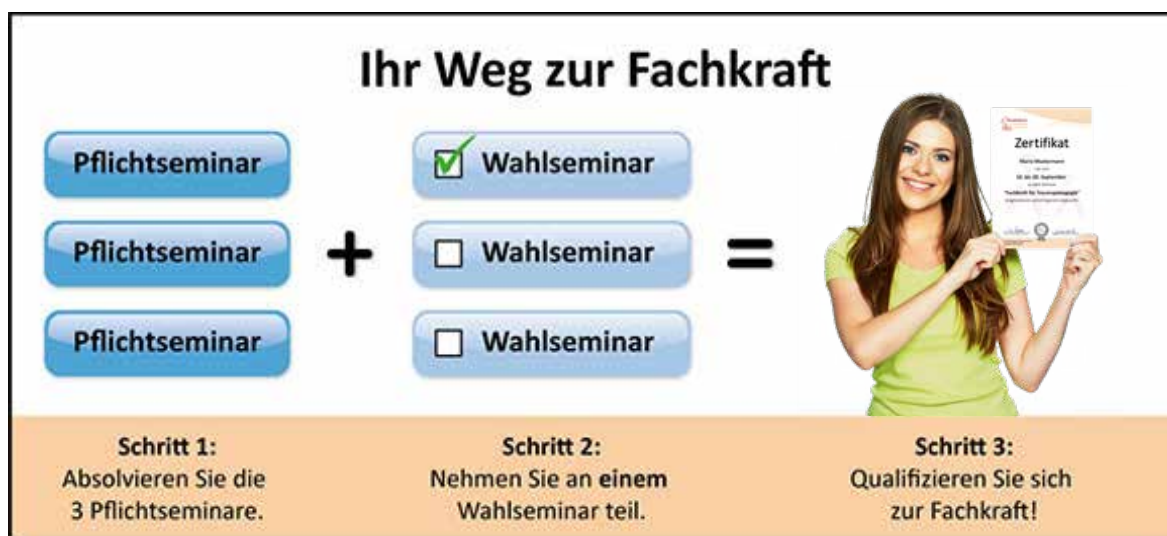 Ihr Weg zur Fachkraft
Pflichtseminar
Pflichtseminar
Pflichtseminar
+
Wahlseminar
Wahlseminar
Wahlseminar
=
Zertifikat
Schritt 1:
Absolvieren Sie die
3 Pflichtseminare.
Schritt 2:
Nehmen Sie an einem
Wahlseminar teil.
Schritt 3:
Qualifizieren Sie sich
zur Fachkraft!